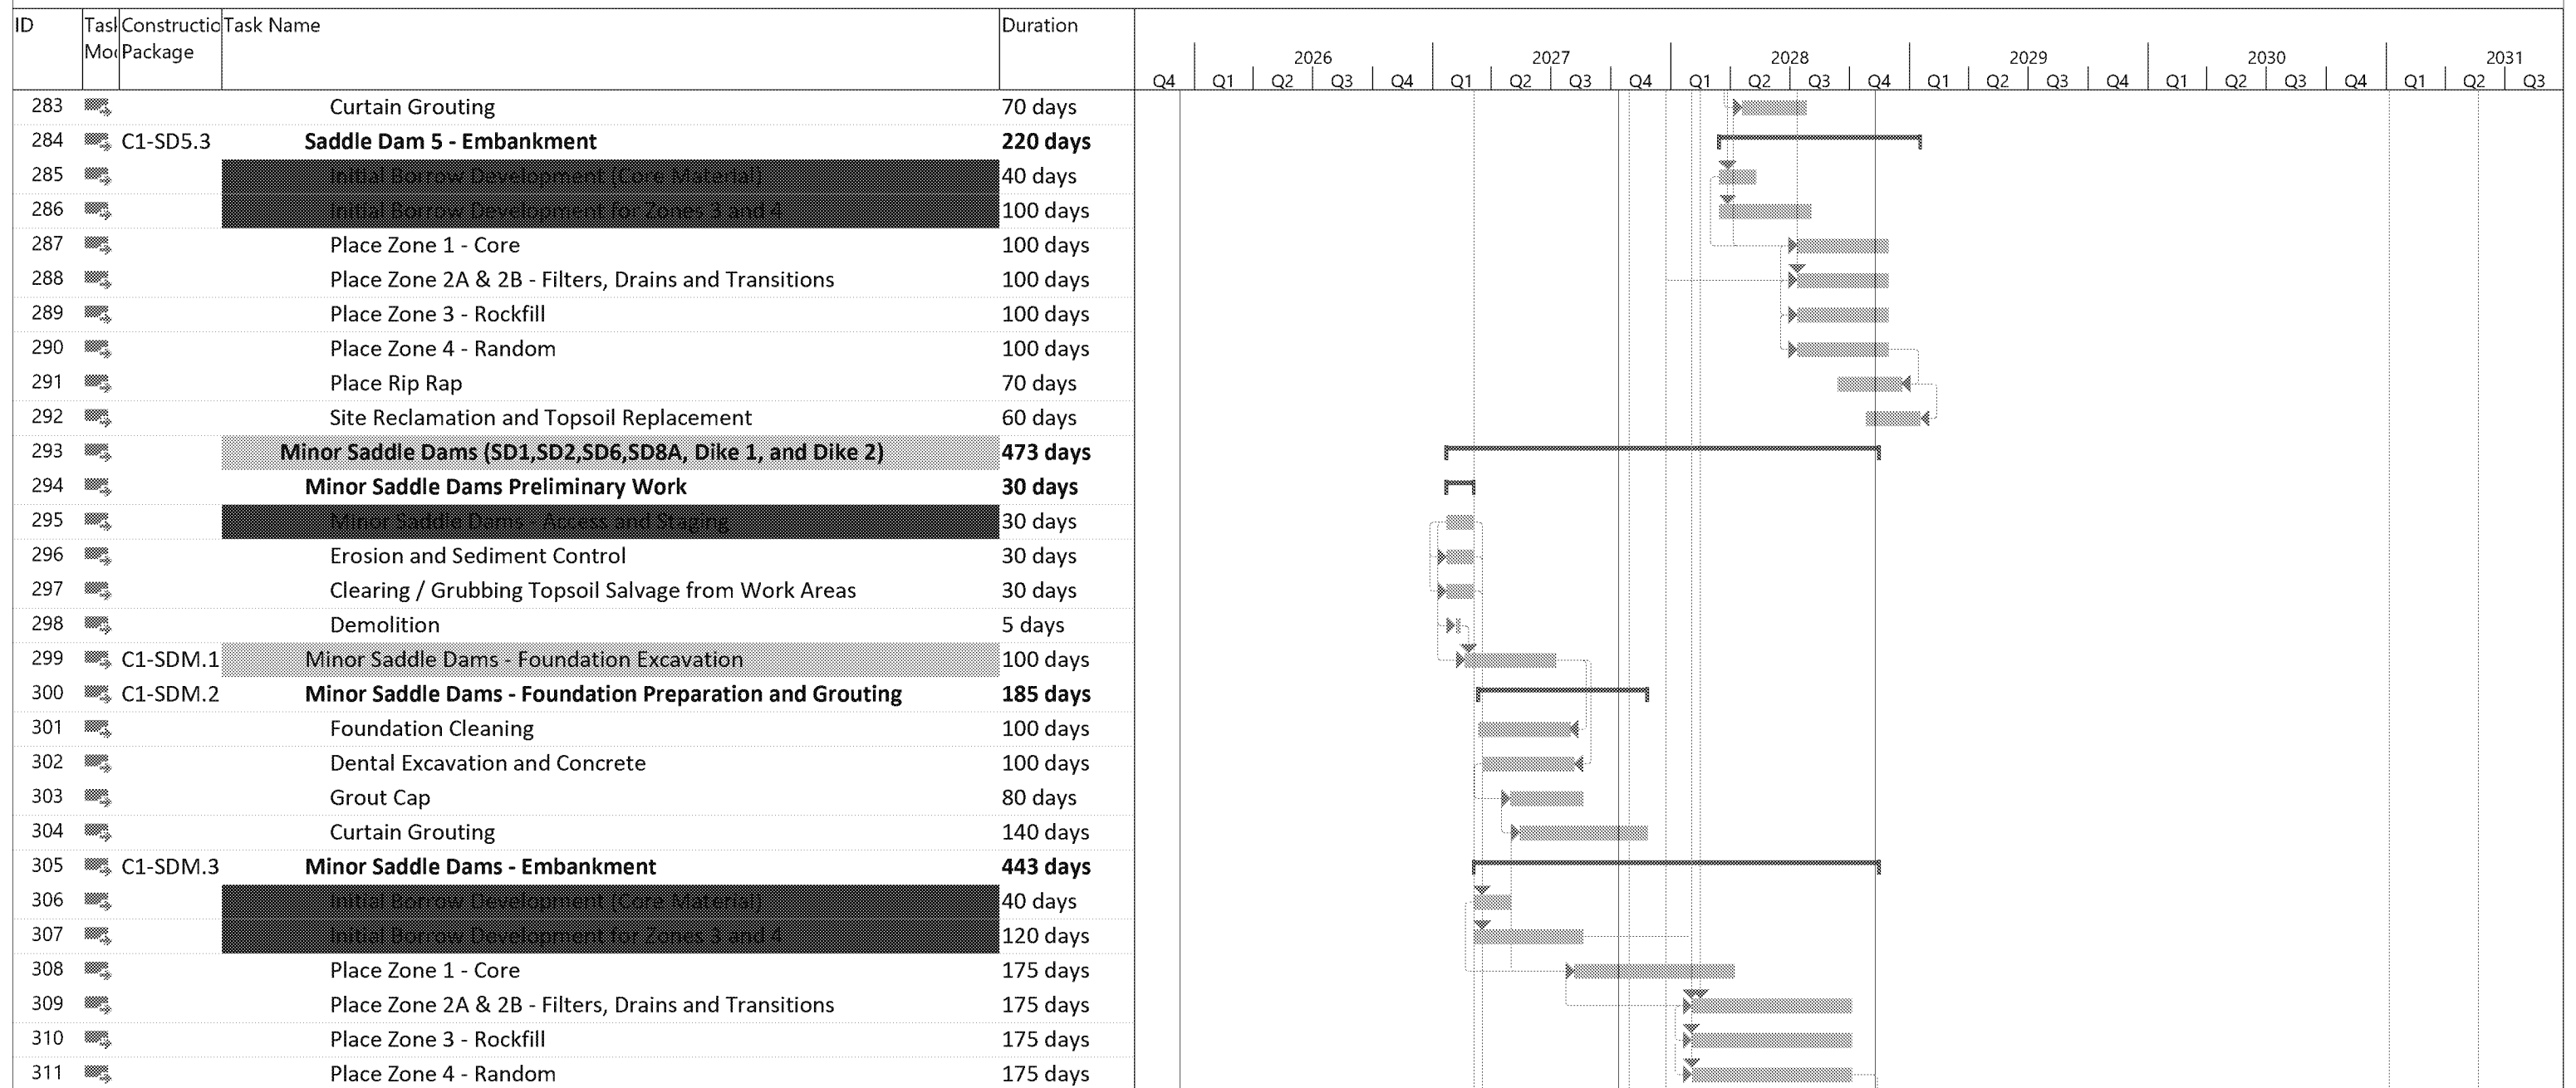 ID Task Mod Constructio Package Task Name Duration
2026 2027 2028 2029 2030 2031
Q4 Q1 Q2 Q3 Q4 Q1 Q2 Q3 Q4 Q1 Q2 Q3 Q4 Q1 Q2 Q3 Q4 Q1 Q2 Q3 Q4 Q1 Q2 Q3
283 Curtain Grouting 70 days
284 C1-SD5.3 Saddle Dam 5 - Embankment 220 days
285 Initial Borrow Development (Core Material) 40 days
286 Initial Borrow Development for Zones 3 and 4 100 days
287 Place Zone 1 - Core 100 days
288 Place Zone 2A & 2B - Filters, Drains and Transitions 100 days
289 Place Zone 3 - Rockfill 100 days
290 Place Zone 4 - Random 100 days
291 Place Rip Rap 70 days
292 Site Reclamation and Topsoil Replacement 60 days
293 Minor Saddle Dams (SD1,SD2,SD6,SD8A, Dike 1, and Dike 2) 473 days
294 Minor Saddle Dams Preliminary Work 30 days
295 Minor Saddle Dams - Access and Staging 30 days
296 Erosion and Sediment Control 30 days
297 Clearing / Grubbing Topsoil Salvage from Work Areas 30 days
298 Demolition 5 days
299 C1-SDM.1 Minor Saddle Dams - Foundation Excavation 100 days
300 C1-SDM.2 Minor Saddle Dams - Foundation Preparation and Grouting 185 days
301 Foundation Cleaning 100 days
302 Dental Excavation and Concrete 100 days
303 Grout Cap 80 days
304 Curtain Grouting 140 days
305 C1-SDM.3 Minor Saddle Dams - Embankment 443 days
306 Initial Borrow Development (Core Material) 40 days
307 Initial Borrow Development for Zones 3 and 4 120 days
308 Place Zone 1 - Core 175 days
309 Place Zone 2A & 2B - Filters, Drains and Transitions 175 days
310 Place Zone 3 - Rockfill 175 days
311 Place Zone 4 - Random 175 days